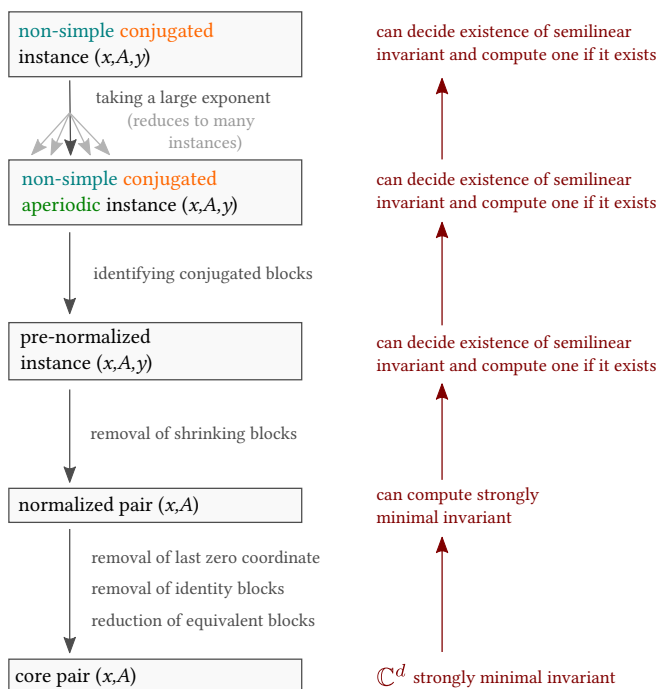 non-simple conjugated
instance (x,A,y)
can decide existence of semilinear
invariant and compute one if it exists
taking a large exponent
(reduces to many
instances)
non-simple conjugated
aperiodic instance (x,A,y)
can decide existence of semilinear
invariant and compute one if it exists
identifying conjugated blocks
pre-normalized
instance (x,A,y)
can decide existence of semilinear
invariant and compute one if it exists
removal of shrinking blocks
normalized pair (x,A)
can compute strongly
minimal invariant
removal of last zero coordinate
removal of identity blocks
reduction of equivalent blocks
core pair (x,A)
ℂ^d strongly minimal invariant